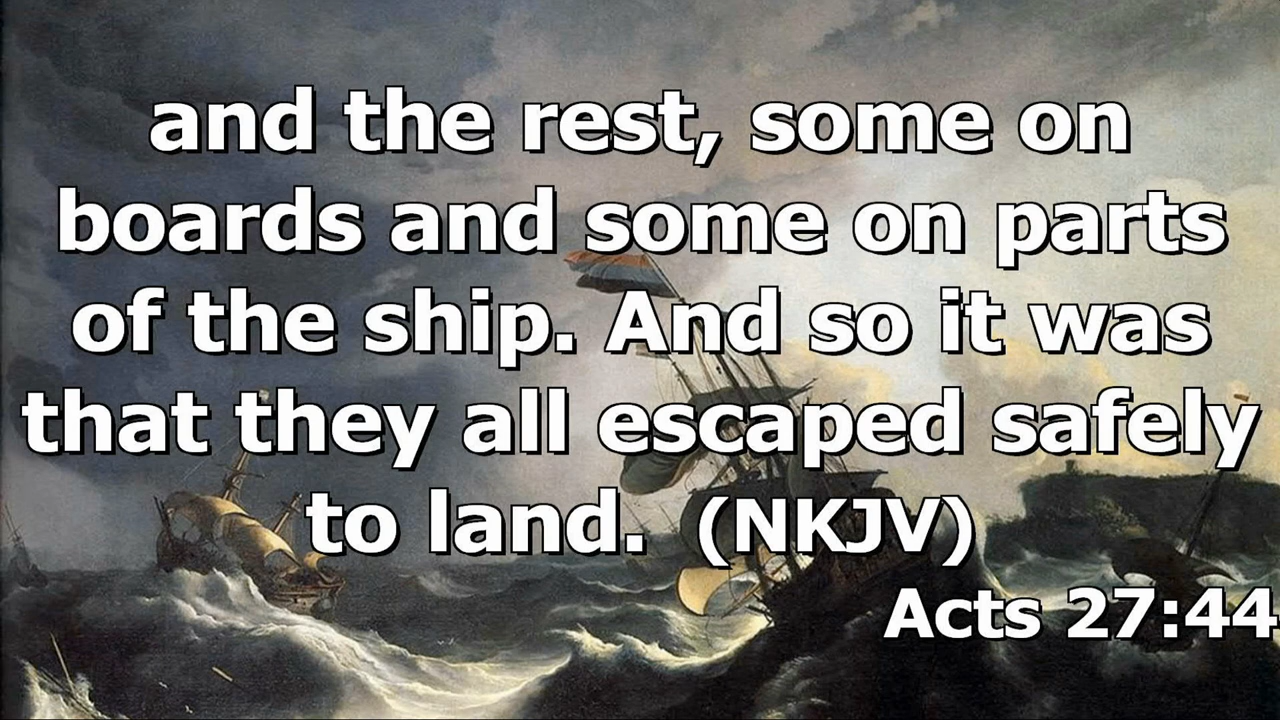 and the rest, some on
boards and some on parts
of the ship. And so it was
that they all escaped safely
to land. (NKJV)
Acts 27:44